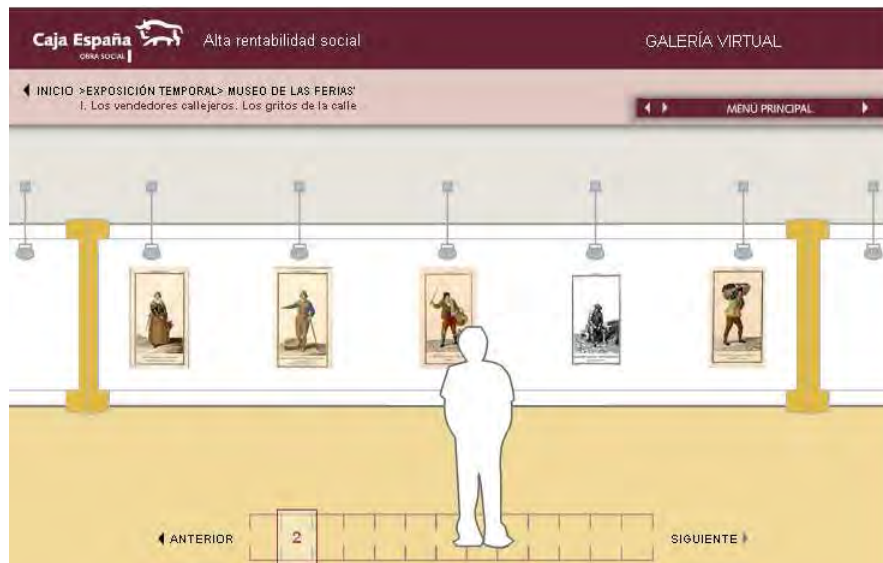 Caja España
OBRA SOCIAL
Alta rentabilidad social
GALERÍA VIRTUAL
INICIO >EXPOSICIÓN TEMPORAL> MUSEO DE LAS FERIAS'
I. Los vendedores callejeros. Los gritos de la calle
MENÚ PRINCIPAL
ANTERIOR
2
SIGUIENTE